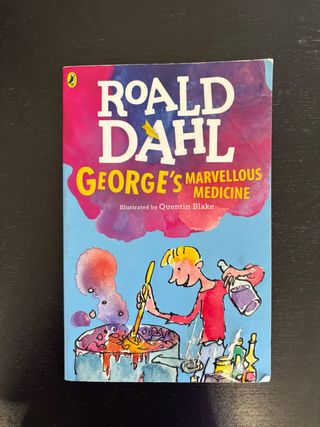 ROALD
DAHL
GEORGE'S MARVELLOUS
MEDICINE
Illustrated by Quentin Blake